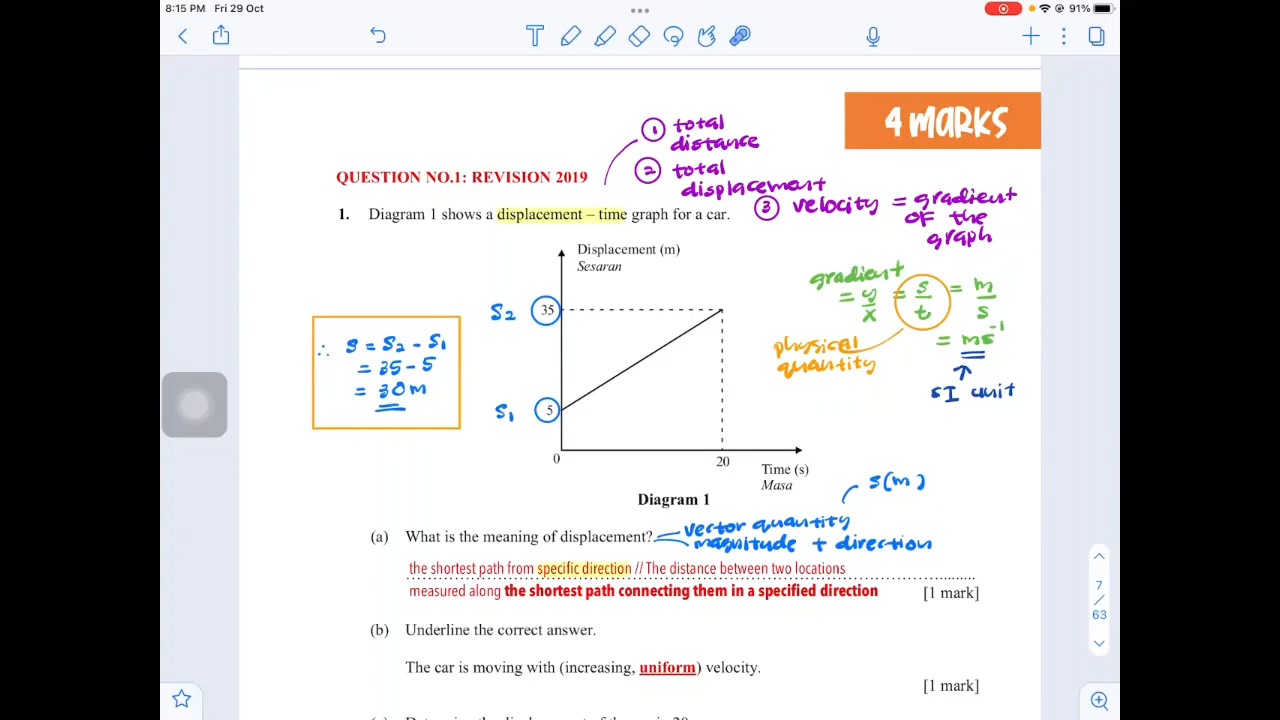 8:15 PM Fri 29 Oct
91%
4 MARKS
① total
distance
② total
displacement
③ velocity = gradient
of the
graph
QUESTION NO.1: REVISION 2019
1. Diagram 1 shows a displacement – time graph for a car.
Displacement (m)
Sesaran
gradient
= y/x = s/t = m/s
= ms⁻¹
SI unit
physical
quantity
S2 35
∴ s = S2 - S1
= 35 - 5
= 30m
S1 5
0
20
Time (s)
Masa
Diagram 1
s(m)
(a) What is the meaning of displacement? vector quantity
magnitude + direction
the shortest path from specific direction // The distance between two locations
measured along the shortest path connecting them in a specified direction
[1 mark]
(b) Underline the correct answer.
The car is moving with (increasing, uniform) velocity.
[1 mark]
7
/
63